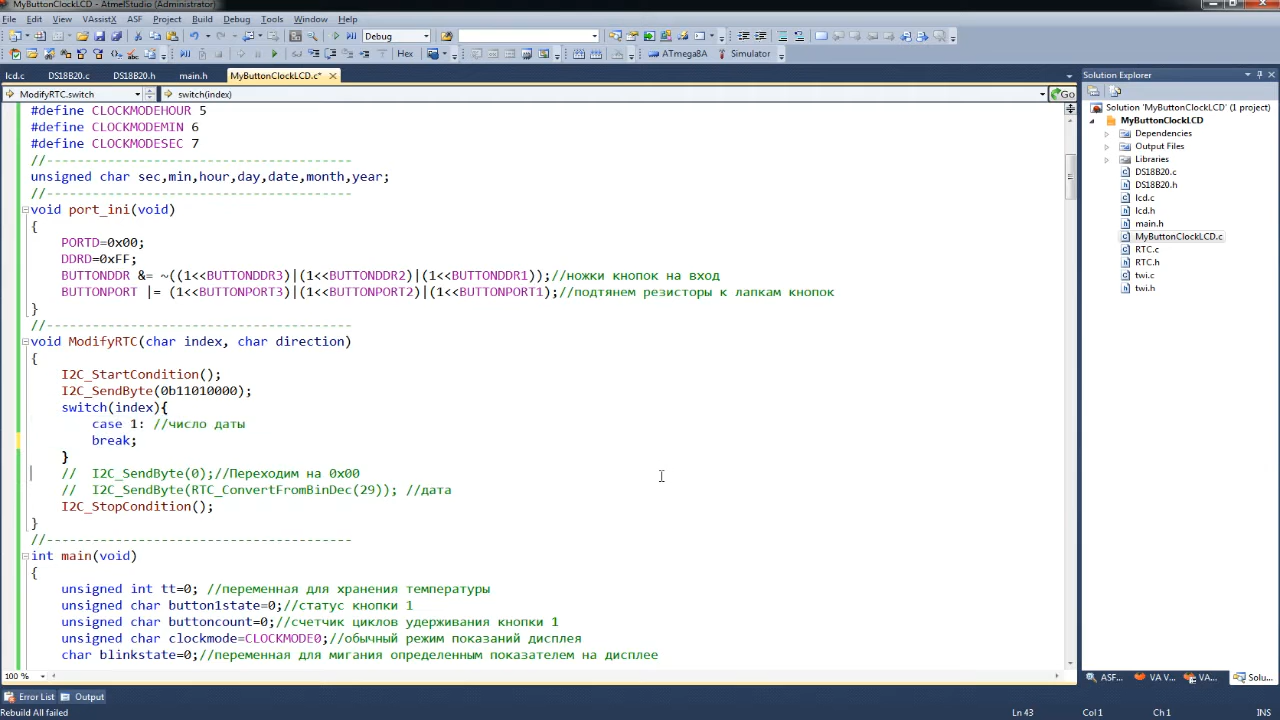 MyButtonClockLCD - AtmelStudio (Administrator)
File Edit View VAssistX ASF Project Build Debug Tools Window Help
Debug
Hex ATmega8A Simulator
lcd.c DS18B20.c DS18B20.h main.h MyButtonClockLCD.c*
ModifyRTC.switch switch(index) Go
#define CLOCKMODEHOUR 5
#define CLOCKMODEMIN 6
#define CLOCKMODESEC 7
//----------------------------------------
unsigned char sec,min,hour,day,date,month,year;
//----------------------------------------
void port_ini(void)
{
PORTD=0x00;
DDRD=0xFF;
BUTTONDDR &= ~((1<<BUTTONDDR3)|(1<<BUTTONDDR2)|(1<<BUTTONDDR1));//ножки кнопок на вход
BUTTONPORT |= (1<<BUTTONPORT3)|(1<<BUTTONPORT2)|(1<<BUTTONPORT1);//подтянем резисторы к лапкам кнопок
}
//----------------------------------------
void ModifyRTC(char index, char direction)
{
I2C_StartCondition();
I2C_SendByte(0b11010000);
switch(index){
case 1: //число даты
break;
}
// I2C_SendByte(0);//Переходим на 0x00
// I2C_SendByte(RTC_ConvertFromBinDec(29)); //дата
I2C_StopCondition();
}
//----------------------------------------
int main(void)
{
unsigned int tt=0; //переменная для хранения температуры
unsigned char button1state=0;//статус кнопки 1
unsigned char buttoncount=0;//счетчик циклов удерживания кнопки 1
unsigned char clockmode=CLOCKMODE0;//обычный режим показаний дисплея
char blinkstate=0;//переменная для мигания определенным показателем на дисплее
100 %
Solution Explorer
Solution 'MyButtonClockLCD' (1 project)
MyButtonClockLCD
Dependencies
Output Files
Libraries
DS18B20.c
DS18B20.h
lcd.c
lcd.h
main.h
MyButtonClockLCD.c
RTC.c
RTC.h
twi.c
twi.h
ASF... VA V... VA... Solu...
Error List Output
Rebuild All failed Ln 43 Col 1 Ch 1 INS